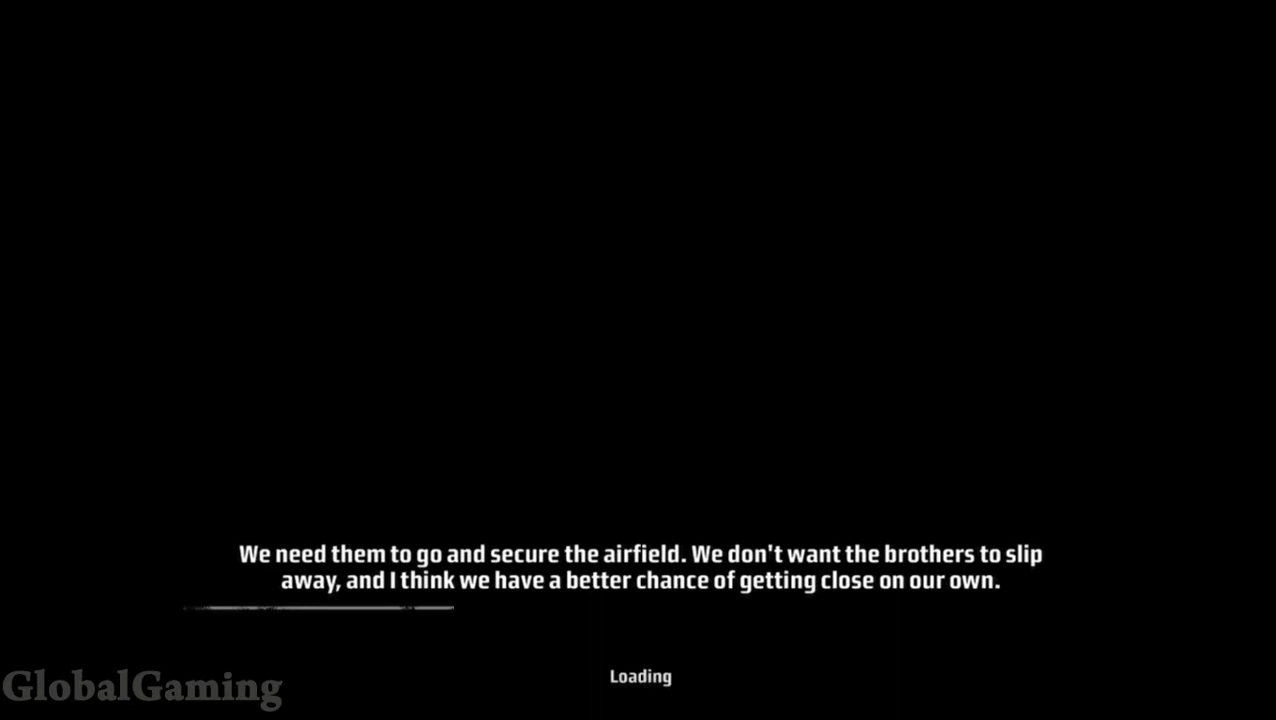 We need them to go and secure the airfield. We don't want the brothers to slip
away, and I think we have a better chance of getting close on our own.
Loading
GlobalGaming